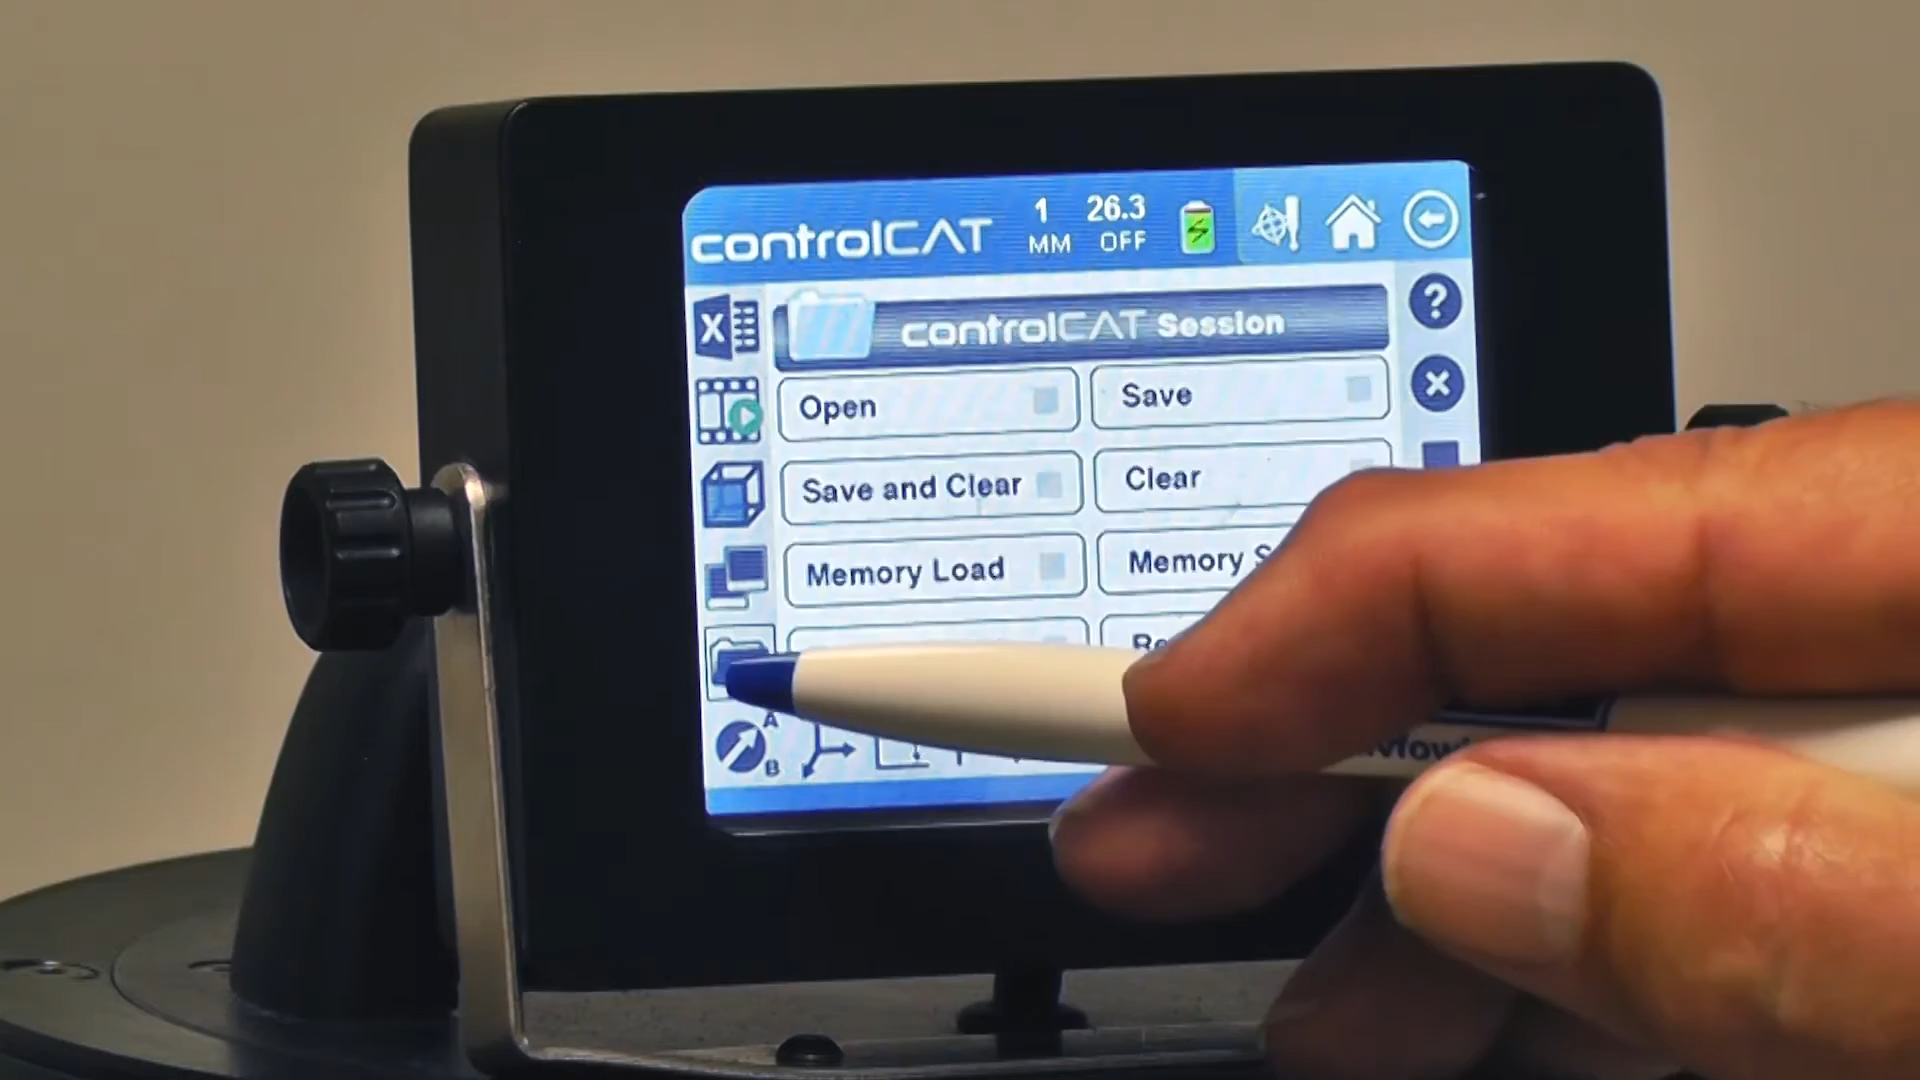 controlCAT
1 26.3
MM OFF
X
?
controlCAT Session
Open
Save
Save and Clear
Clear
Memory Load
Memory
A
B